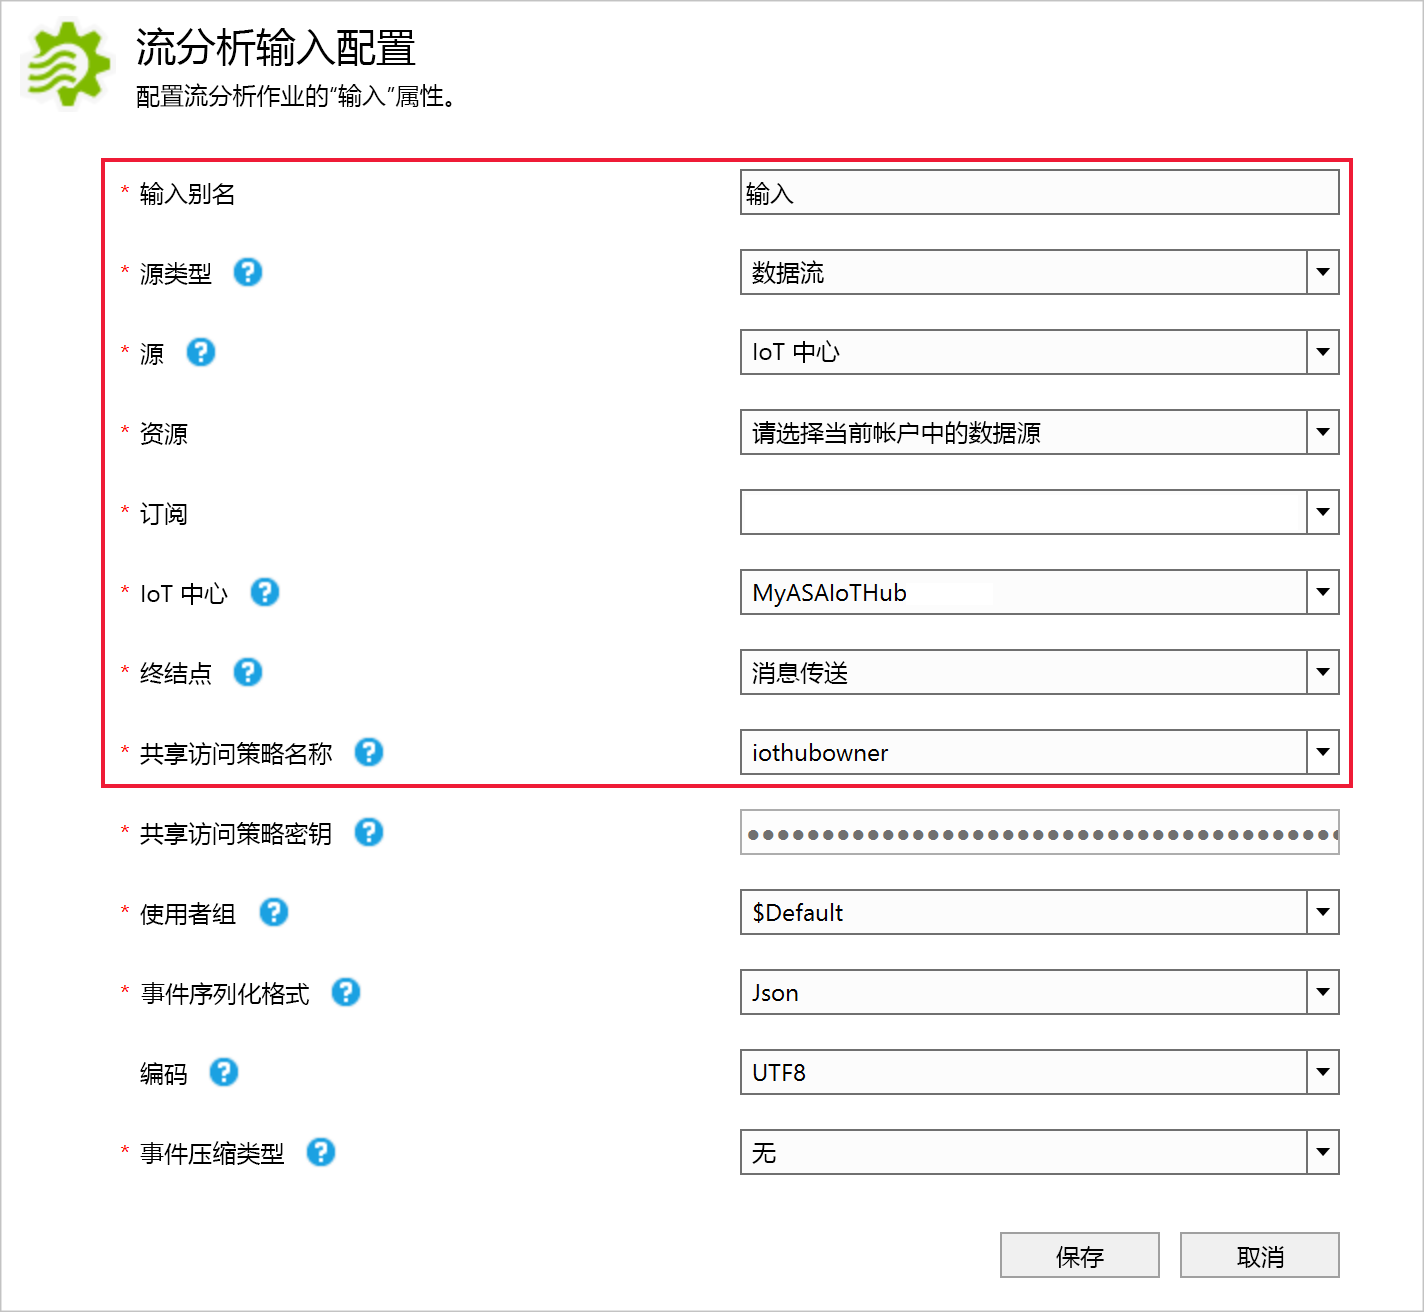 流分析输入配置
配置流分析作业的“输入”属性。
* 输入别名 输入
* 源类型 ? 数据流
* 源 ? IoT 中心
* 资源 请选择当前帐户中的数据源
* 订阅
* IoT 中心 ? MyASAIoTHub
* 终结点 ? 消息传送
* 共享访问策略名称 ? iothubowner
* 共享访问策略密钥 ? ●●●●●●●●●●●●●●●●●●●●●●●●●●●●●●●●●●●●●●●●
* 使用者组 ? $Default
* 事件序列化格式 ? Json
编码 ? UTF8
* 事件压缩类型 ? 无
保存 取消